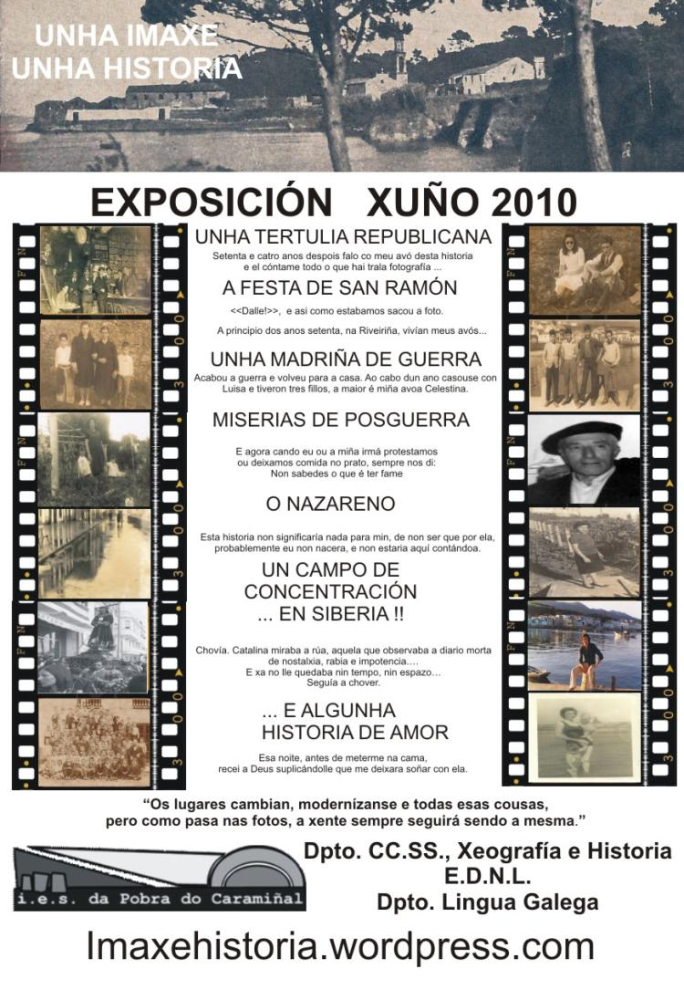 UNHA IMAXE
UNHA HISTORIA
EXPOSICIÓN XUÑO 2010
UNHA TERTULIA REPUBLICANA
Setenta e catro anos despois falo co meu avó desta historia
e el cóntame todo o que hai trala fotografía ...
A FESTA DE SAN RAMÓN
<<Dalle!>>, e asi como estabamos sacou a foto.
A principio dos anos setenta, na Riveiriña, vivían meus avós...
UNHA MADRIÑA DE GUERRA
Acabou a guerra e volveu para a casa. Ao cabo dun ano casouse con
Luisa e tiveron tres fillos, a maior é miña avoa Celestina.
MISERIAS DE POSGUERRA
E agora cando eu ou a miña irmá protestamos
ou deixamos comida no prato, sempre nos di:
Non sabedes o que é ter fame
O NAZARENO
Esta historia non significaría nada para min, de non ser que por ela,
probablemente eu non nacera, e non estaria aquí contándoa.
UN CAMPO DE
CONCENTRACIÓN
... EN SIBERIA !!
Chovía. Catalina miraba a rúa, aquela que observaba a diario morta
de nostalxia, rabia e impotencia….
E xa no lle quedaba nin tempo, nin espazo…
Seguía a chover.
... E ALGUNHA
HISTORIA DE AMOR
Esa noite, antes de meterme na cama,
recei a Deus suplicándolle que me deixara soñar con ela.
“Os lugares cambian, modernízanse e todas esas cousas,
pero como pasa nas fotos, a xente sempre seguirá sendo a mesma.”
i.e.s. da Pobra do Caramiñal
Dpto. CC.SS., Xeografía e Historia
E.D.N.L.
Dpto. Lingua Galega
Imaxehistoria.wordpress.com